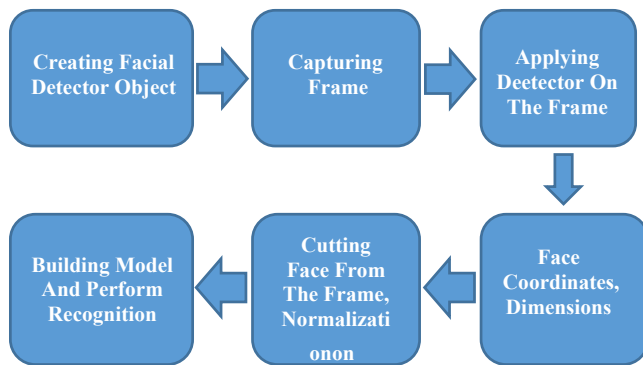 Creating Facial
Detector Object
Capturing
Frame
Applying
Deetector On
The Frame
Face
Coordinates,
Dimensions
Cutting
Face From
The Frame,
Normalizati
onon
Building Model
And Perform
Recognition